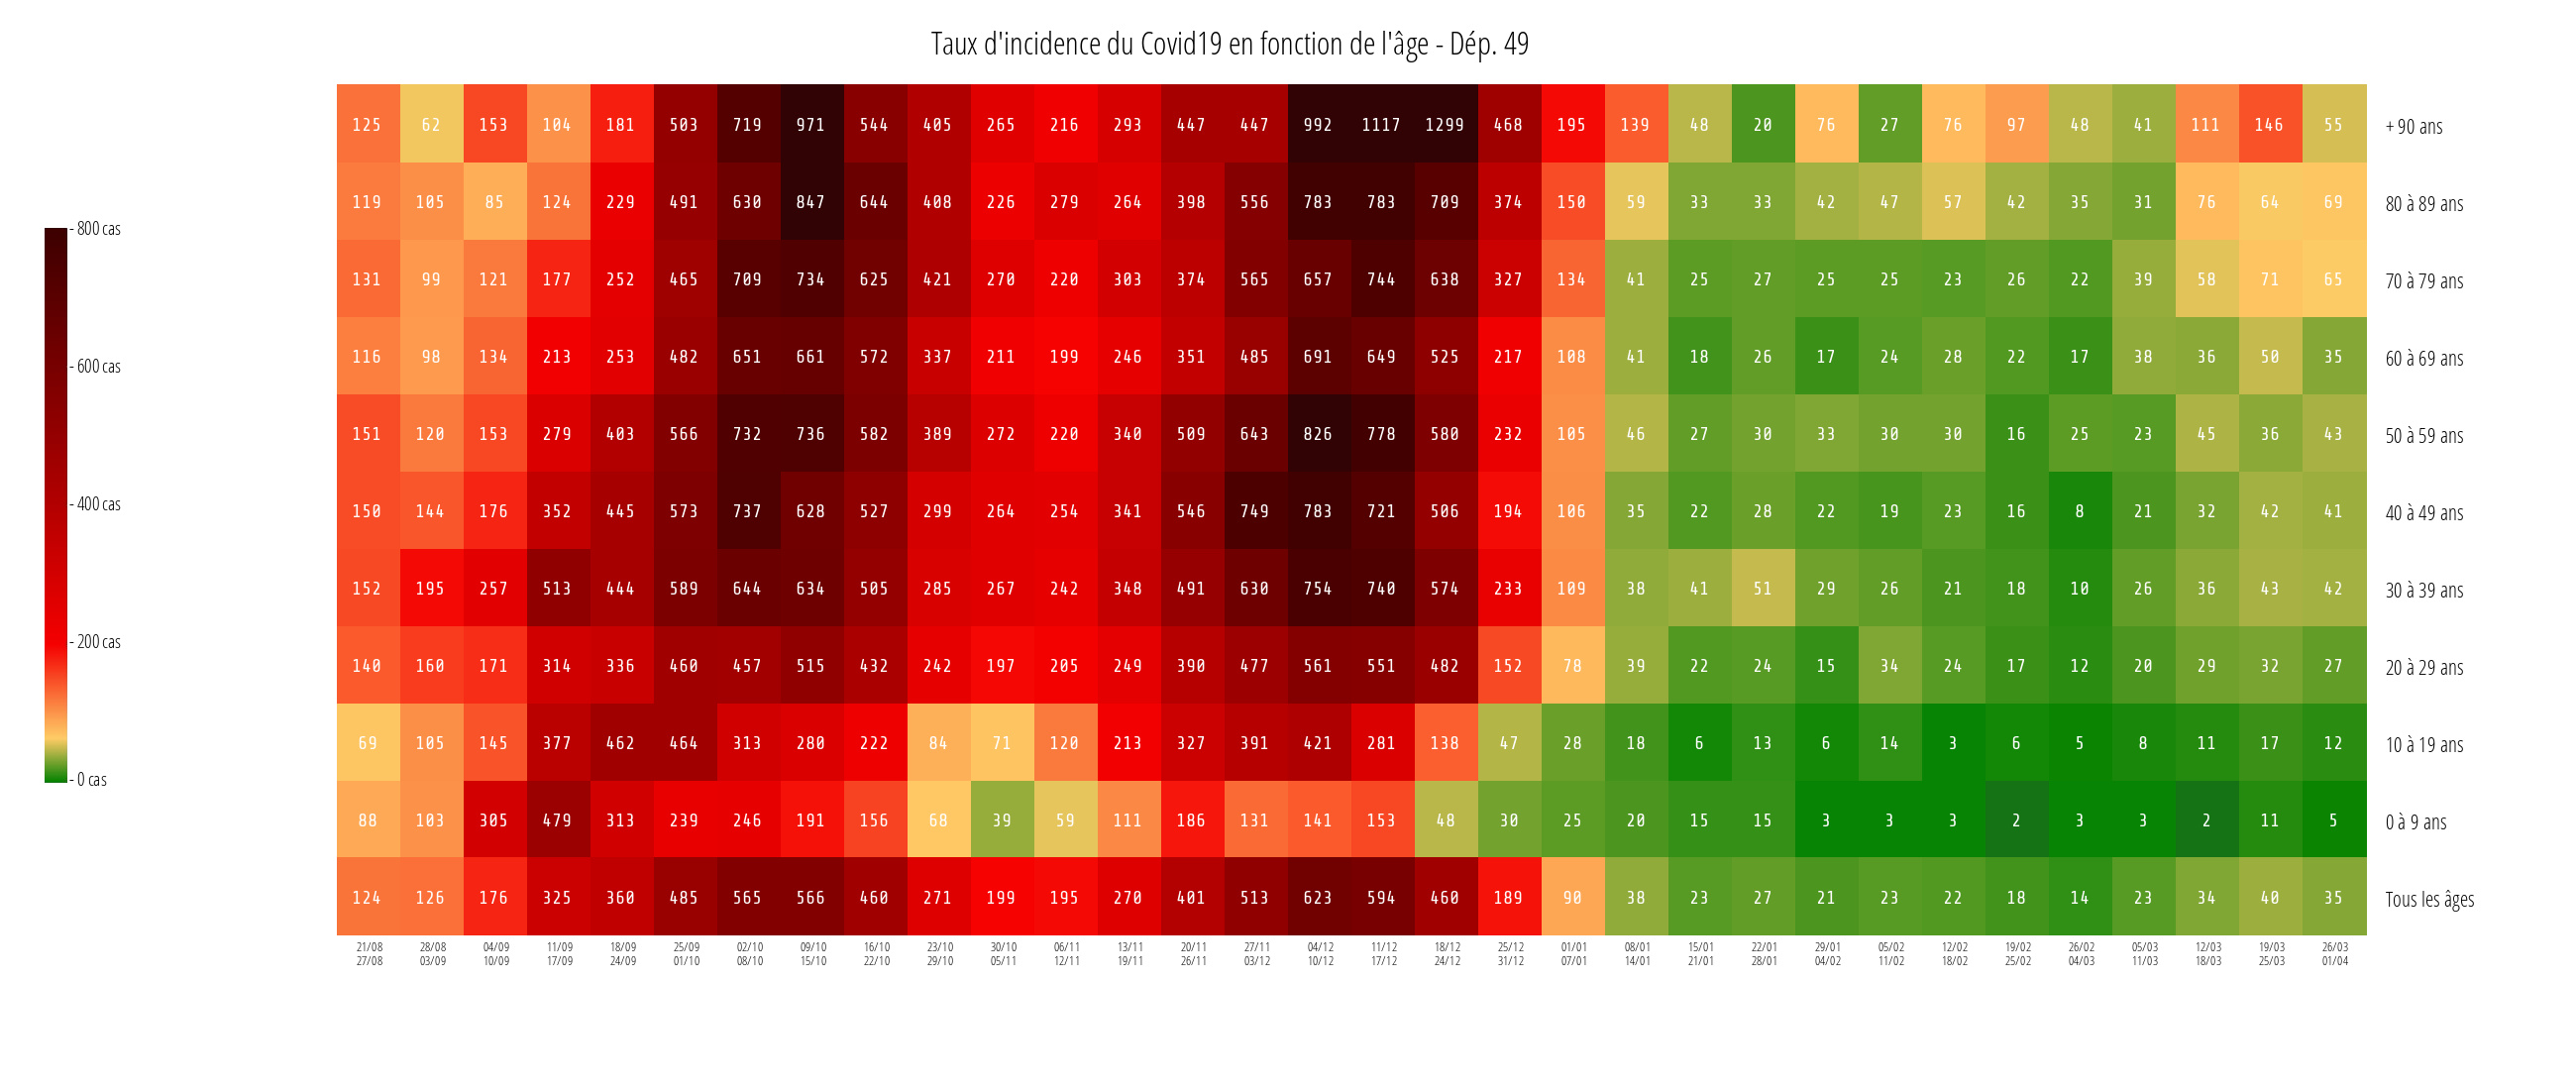 Taux d'incidence du Covid19 en fonction de l'âge - Dép. 49
125 62 153 104 181 503 719 971 544 405 265 216 293 447 447 992 1117 1299 468 195 139 48 20 76 27 76 97 48 41 111 146 55 + 90 ans
119 105 85 124 229 491 630 847 644 408 226 279 264 398 556 783 783 709 374 150 59 33 33 42 47 57 42 35 31 76 64 69 80 à 89 ans
- 800 cas
131 99 121 177 252 465 709 734 625 421 270 220 303 374 565 657 744 638 327 134 41 25 27 25 25 23 26 22 39 58 71 65 70 à 79 ans
116 98 134 213 253 482 651 661 572 337 211 199 246 351 485 691 649 525 217 108 41 18 26 17 24 28 22 17 38 36 50 35 60 à 69 ans
- 600 cas
151 120 153 279 403 566 732 736 582 389 272 220 340 509 643 826 778 580 232 105 46 27 30 33 30 30 16 25 23 45 36 43 50 à 59 ans
- 400 cas
150 144 176 352 445 573 737 628 527 299 264 254 341 546 749 783 721 506 194 106 35 22 28 22 19 23 16 8 21 32 42 41 40 à 49 ans
152 195 257 513 444 589 644 634 505 285 267 242 348 491 630 754 740 574 233 109 38 41 51 29 26 21 18 10 26 36 43 42 30 à 39 ans
- 200 cas
140 160 171 314 336 460 457 515 432 242 197 205 249 390 477 561 551 482 152 78 39 22 24 15 34 24 17 12 20 29 32 27 20 à 29 ans
69 105 145 377 462 464 313 280 222 84 71 120 213 327 391 421 281 138 47 28 18 6 13 6 14 3 6 5 8 11 17 12 10 à 19 ans
- 0 cas
88 103 305 479 313 239 246 191 156 68 39 59 111 186 131 141 153 48 30 25 20 15 15 3 3 3 2 3 3 2 11 5 0 à 9 ans
124 126 176 325 360 485 565 566 460 271 199 195 270 401 513 623 594 460 189 90 38 23 27 21 23 22 18 14 23 34 40 35 Tous les âges
21/08 28/08 04/09 11/09 18/09 25/09 02/10 09/10 16/10 23/10 30/10 06/11 13/11 20/11 27/11 04/12 11/12 18/12 25/12 01/01 08/01 15/01 22/01 29/01 05/02 12/02 19/02 26/02 05/03 12/03 19/03 26/03
27/08 03/09 10/09 17/09 24/09 01/10 08/10 15/10 22/10 29/10 05/11 12/11 19/11 26/11 03/12 10/12 17/12 24/12 31/12 07/01 14/01 21/01 28/01 04/02 11/02 18/02 25/02 04/03 11/03 18/03 25/03 01/04